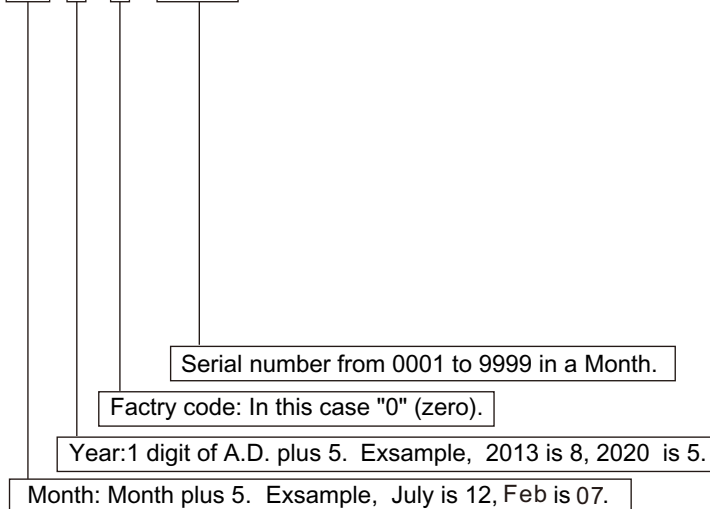 Serial number from 0001 to 9999 in a Month.
Factry code: In this case "0" (zero).
Year:1 digit of A.D. plus 5. Exsample, 2013 is 8, 2020 is 5.
Month: Month plus 5. Exsample, July is 12, Feb is 07.